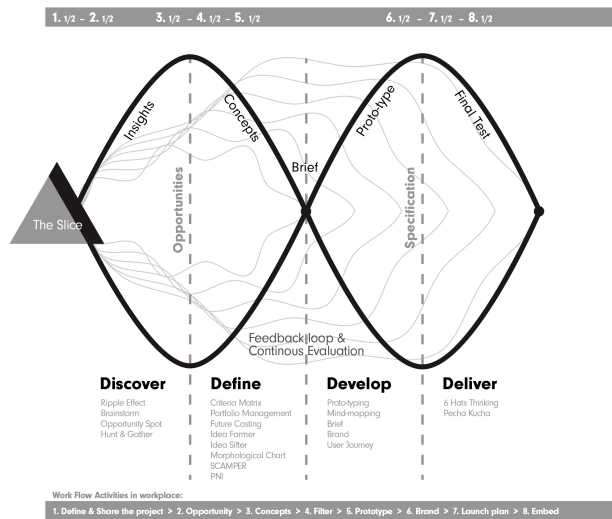 1. 1/2 – 2. 1/2 3. 1/2 – 4. 1/2 – 5. 1/2 6. 1/2 – 7. 1/2 – 8. 1/2
Insights
Concepts
Proto-type
Final Test
Brief
Opportunities
Specification
The Slice
Feedback loop &
Continous Evaluation
Discover
Ripple Effect
Brainstorm
Opportunity Spot
Hunt & Gather
Define
Criteria Matrix
Portfolio Management
Future Costing
Idea Farmer
Idea Sifter
Morphological Chart
SCAMPER
PNI
Develop
Proto-typing
Mind-mapping
Brief
Brand
User Journey
Deliver
6 Hats Thinking
Pecha Kucha
Work Flow Activities in workplace:
1. Define & Share the project > 2. Opportunity > 3. Concepts > 4. Filter > 5. Prototype > 6. Brand > 7. Launch plan > 8. Embed